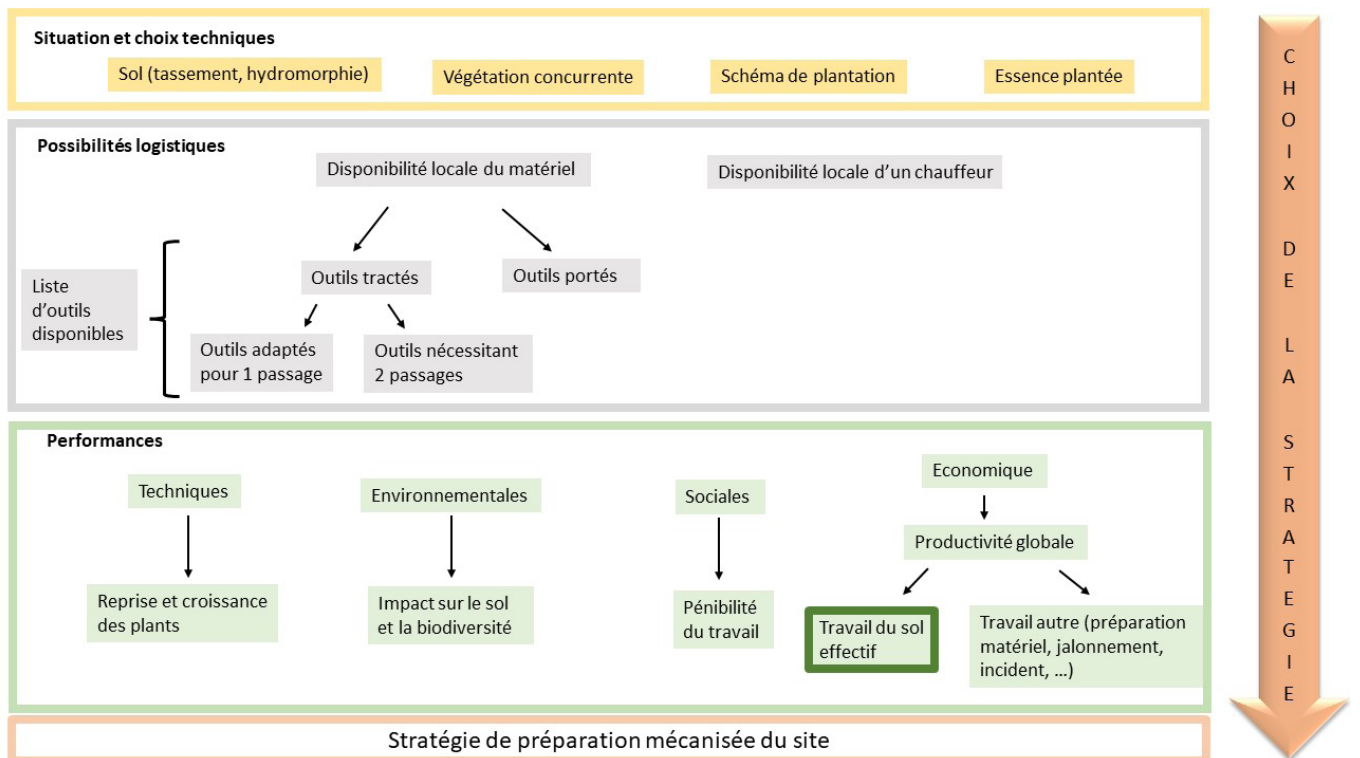 Situation et choix techniques
Sol (tassement, hydromorphie)
Végétation concurrente
Schéma de plantation
Essence plantée
Possibilités logistiques
Disponibilité locale du matériel
Disponibilité locale d'un chauffeur
Outils tractés
Outils portés
Liste
d'outils
disponibles
Outils adaptés
pour 1 passage
Outils nécessitant
2 passages
Performances
Techniques
Environnementales
Sociales
Economique
Productivité globale
Reprise et croissance
des plants
Impact sur le sol
et la biodiversité
Pénibilité
du travail
Travail du sol
effectif
Travail autre (préparation
matériel, jalonnement,
incident, …)
Stratégie de préparation mécanisée du site
CHOIX DE LA STRATEGIE